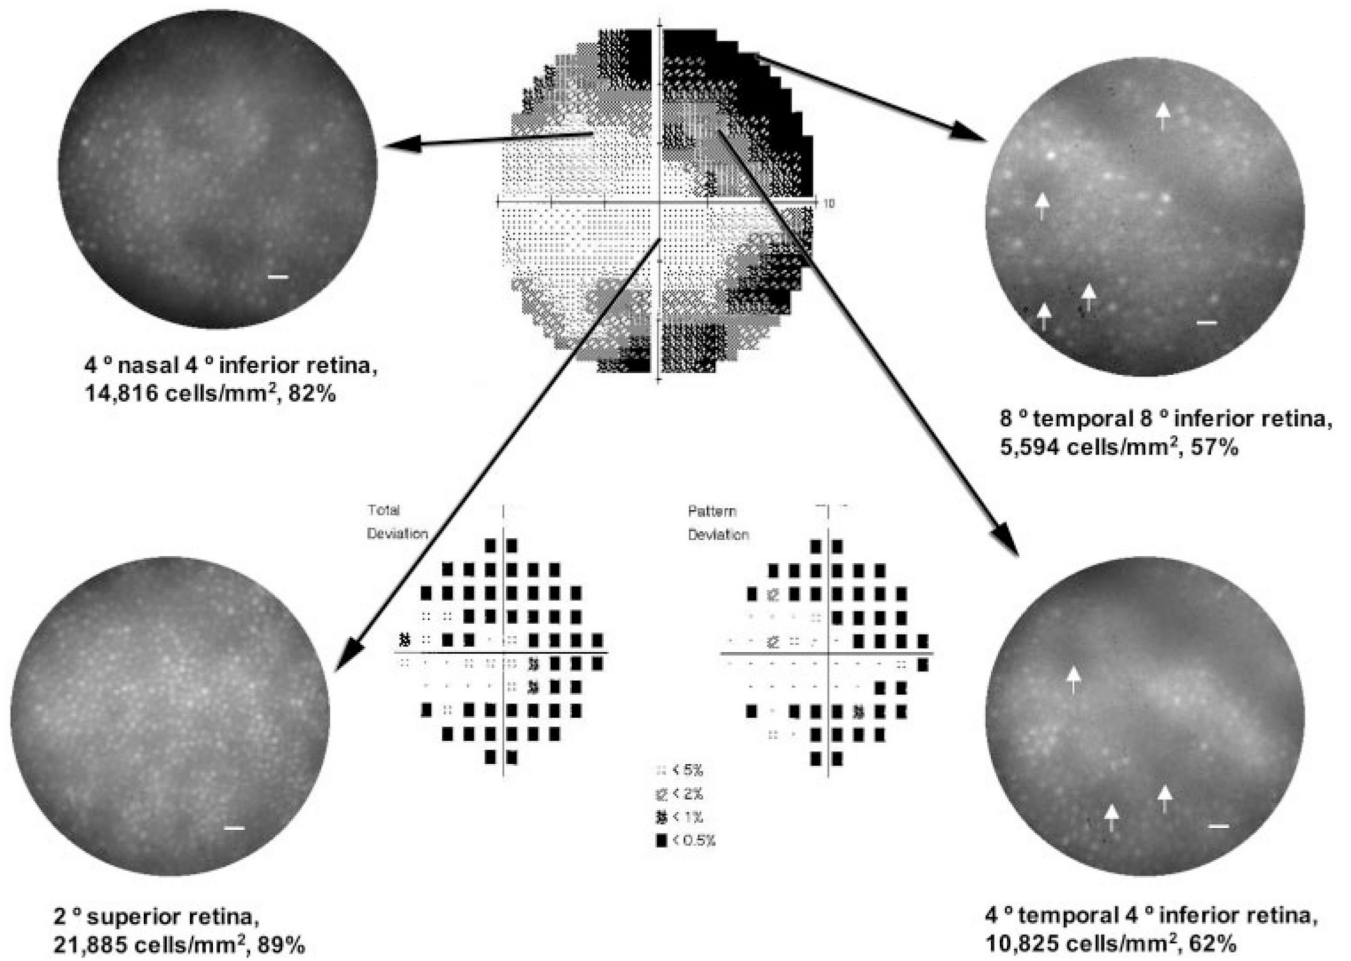 10
4 º nasal 4 º inferior retina,
14,816 cells/mm², 82%
8 º temporal 8 º inferior retina,
5,594 cells/mm², 57%
Total
Deviation
Pattern
Deviation
< 5%
< 2%
< 1%
< 0.5%
2 º superior retina,
21,885 cells/mm², 89%
4 º temporal 4 º inferior retina,
10,825 cells/mm², 62%